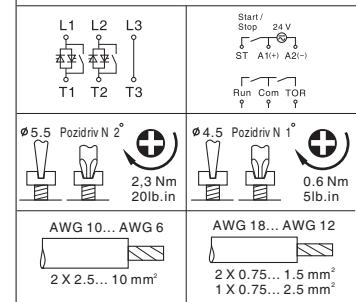 L1 L2 L3
T1 T2 T3
Start /
Stop 24 V
ST A1(+) A2(−)
Run Com TOR
ø5.5 Pozidriv N 2°
2,3 Nm
20lb.in
ø4.5 Pozidriv N 1°
0.6 Nm
5lb.in
AWG 10... AWG 6
2 X 2.5... 10 mm²
AWG 18... AWG 12
2 X 0.75... 1.5 mm²
1 X 0.75... 2.5 mm²